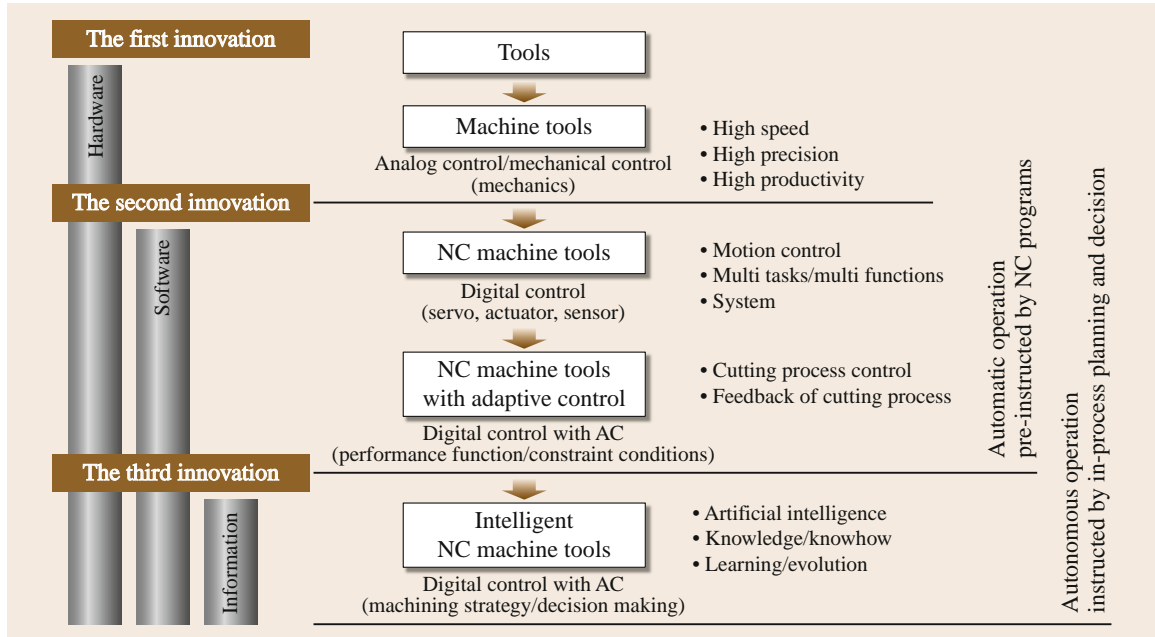 The first innovation
Hardware
Tools
Machine tools
Analog control/mechanical control
(mechanics)
• High speed
• High precision
• High productivity
The second innovation
Software
NC machine tools
Digital control
(servo, actuator, sensor)
• Motion control
• Multi tasks/multi functions
• System
NC machine tools
with adaptive control
Digital control with AC
(performance function/constraint conditions)
• Cutting process control
• Feedback of cutting process
Automatic operation
pre-instructed by NC programs
The third innovation
Information
Intelligent
NC machine tools
Digital control with AC
(machining strategy/decision making)
• Artificial intelligence
• Knowledge/knowhow
• Learning/evolution
Autonomous operation
instructed by in-process planning and decision